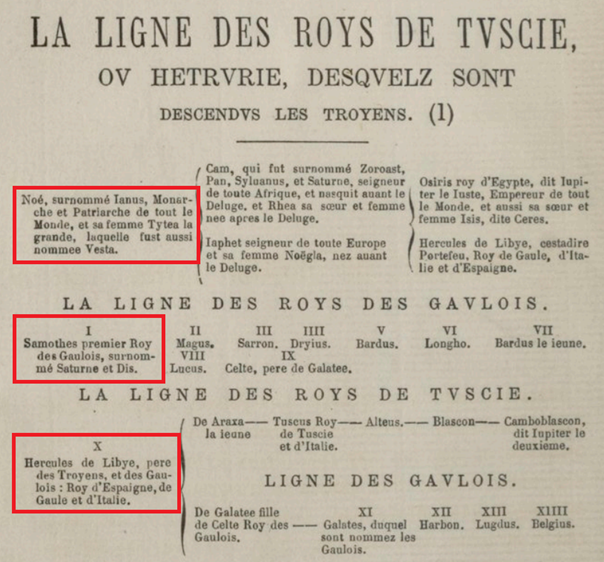 LA LIGNE DES ROYS DE TVSCIE,
OV HETRVRIE, DESQVELZ SONT
DESCENDVS LES TROYENS. (1)
Noé, surnommé Ianus, Monar-
che et Patriarche de tout le
Monde, et sa femme Tytea la
grande, laquelle fust aussi
nommee Vesta.
Cam, qui fut surnommé Zoroast,
Pan, Syluanus, et Saturne, seigneur
de toute Afrique, et nasquit auant le
Deluge. et Rhea sa sœur et femme
nee apres le Deluge.
Iaphet seigneur de toute Europe
et sa femme Noëgla, nez auant
le Deluge.
Osiris roy d'Egypte, dit Iupi-
ter le Iuste, Empereur de tout
le Monde, et aussi sa sœur et
femme Isis, dite Ceres.
Hercules de Libye, cestadire
Portefeu, Roy de Gaule, d'Ita-
lie et d'Espaigne.
LA LIGNE DES ROYS DES GAVLOIS.
I
Samothes premier Roy
des Gaulois, surnom-
mé Saturne et Dis.
II III IIII V VI VII
Magus. Sarron. Dryius. Bardus. Longho. Bardus le ieune.
VIII IX
Lucus. Celte, pere de Galatee.
LA LIGNE DES ROYS DE TVSCIE.
X
Hercules de Libye, pere
des Troyens, et des Gau-
lois : Roy d'Espaigne, de
Gaule et d'Italie.
De Araxa — Tuscus Roy — Alteus. — Blascon — Camboblascon,
la ieune de Tuscie dit Iupiter le
et d'Italie. deuxieme.
LIGNE DES GAVLOIS.
De Galatee fille XI XII XIII XIIII
de Celte Roy des — Galates, duquel Harbon. Lugdus. Belgius.
Gaulois. sont nommez les
Gaulois.